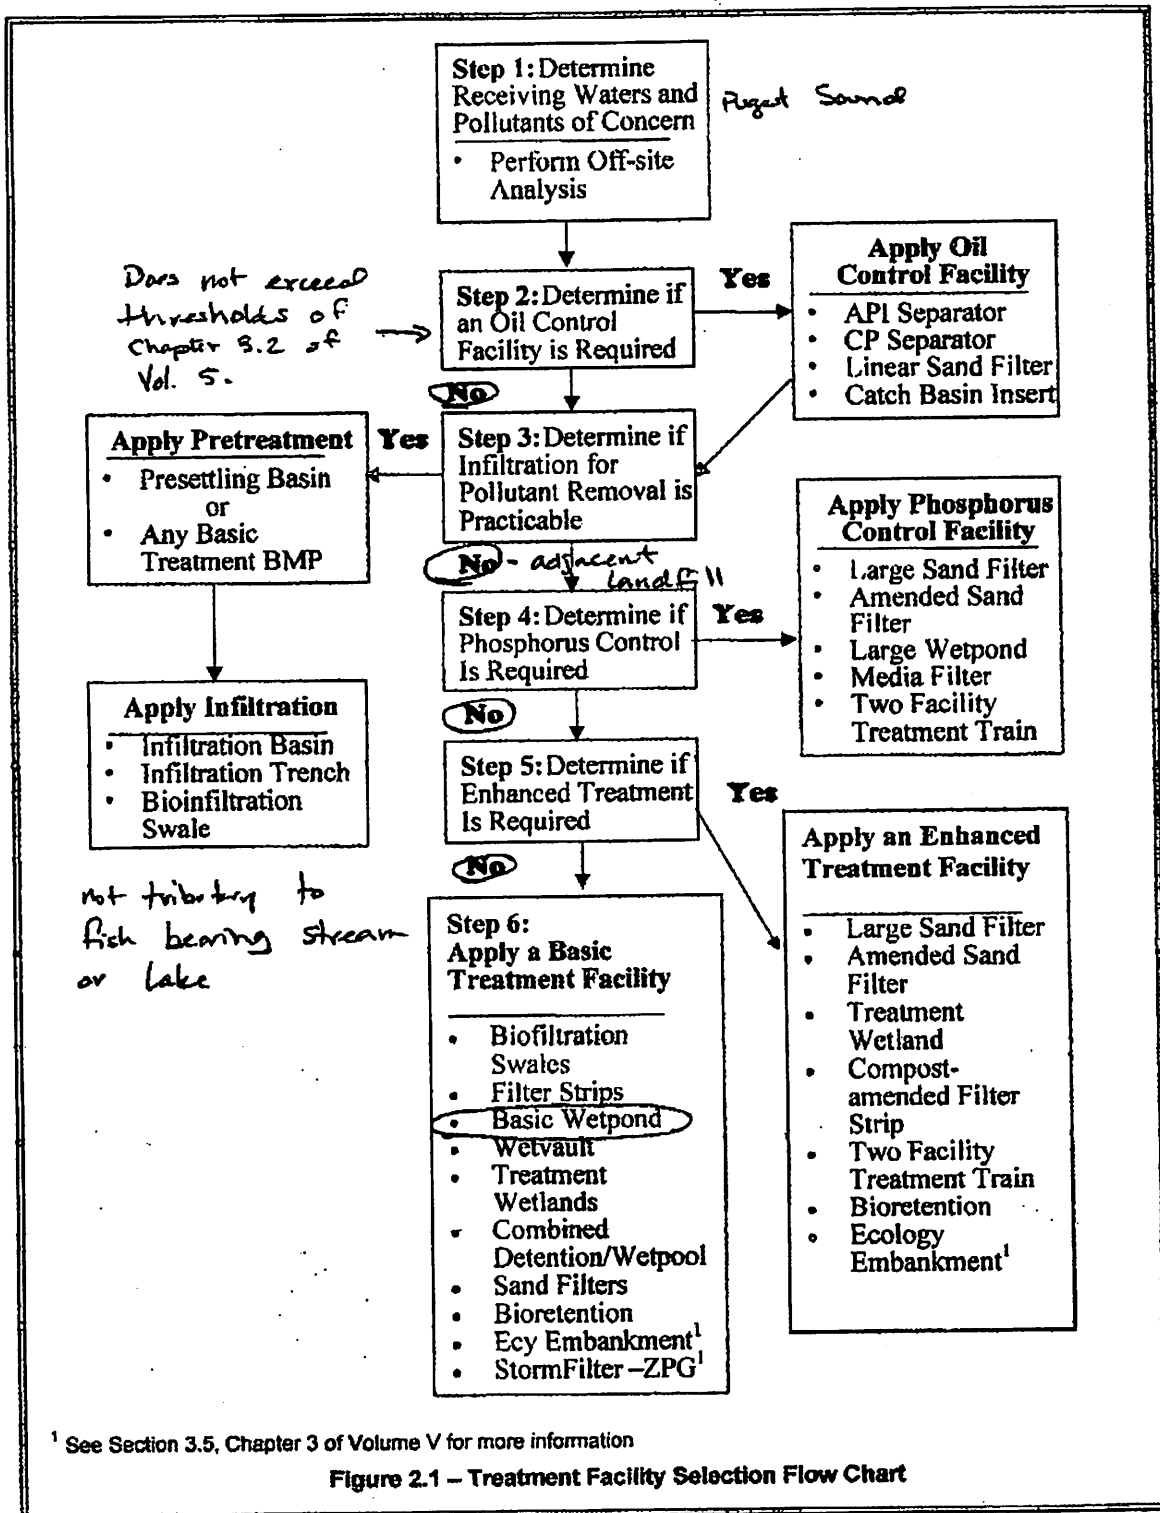 Step 1: Determine
Receiving Waters and
Pollutants of Concern
• Perform Off-site
Analysis
Puget Sound
Does not exceed
thresholds of
Chapter 3.2 of
Vol. 5.
Step 2: Determine if
an Oil Control
Facility is Required
Yes
No
Apply Oil
Control Facility
• API Separator
• CP Separator
• Linear Sand Filter
• Catch Basin Insert
Step 3: Determine if
Infiltration for
Pollutant Removal is
Practicable
Yes
No - adjacent
landfill
Apply Pretreatment
• Presettling Basin
or
• Any Basic
Treatment BMP
Apply Infiltration
• Infiltration Basin
• Infiltration Trench
• Bioinfiltration
Swale
Step 4: Determine if
Phosphorus Control
Is Required
Yes
No
Apply Phosphorus
Control Facility
• Large Sand Filter
• Amended Sand
Filter
• Large Wetpond
• Media Filter
• Two Facility
Treatment Train
Step 5: Determine if
Enhanced Treatment
Is Required
Yes
No
not tributary to
fish bearing stream
or lake
Apply an Enhanced
Treatment Facility
• Large Sand Filter
• Amended Sand
Filter
• Treatment
Wetland
• Compost-
amended Filter
Strip
• Two Facility
Treatment Train
• Bioretention
• Ecology
Embankment¹
Step 6:
Apply a Basic
Treatment Facility
• Biofiltration
Swales
• Filter Strips
• Basic Wetpond
• Wetvault
• Treatment
Wetlands
• Combined
Detention/Wetpool
• Sand Filters
• Bioretention
• Ecy Embankment¹
• StormFilter –ZPG¹
¹ See Section 3.5, Chapter 3 of Volume V for more information
Figure 2.1 – Treatment Facility Selection Flow Chart